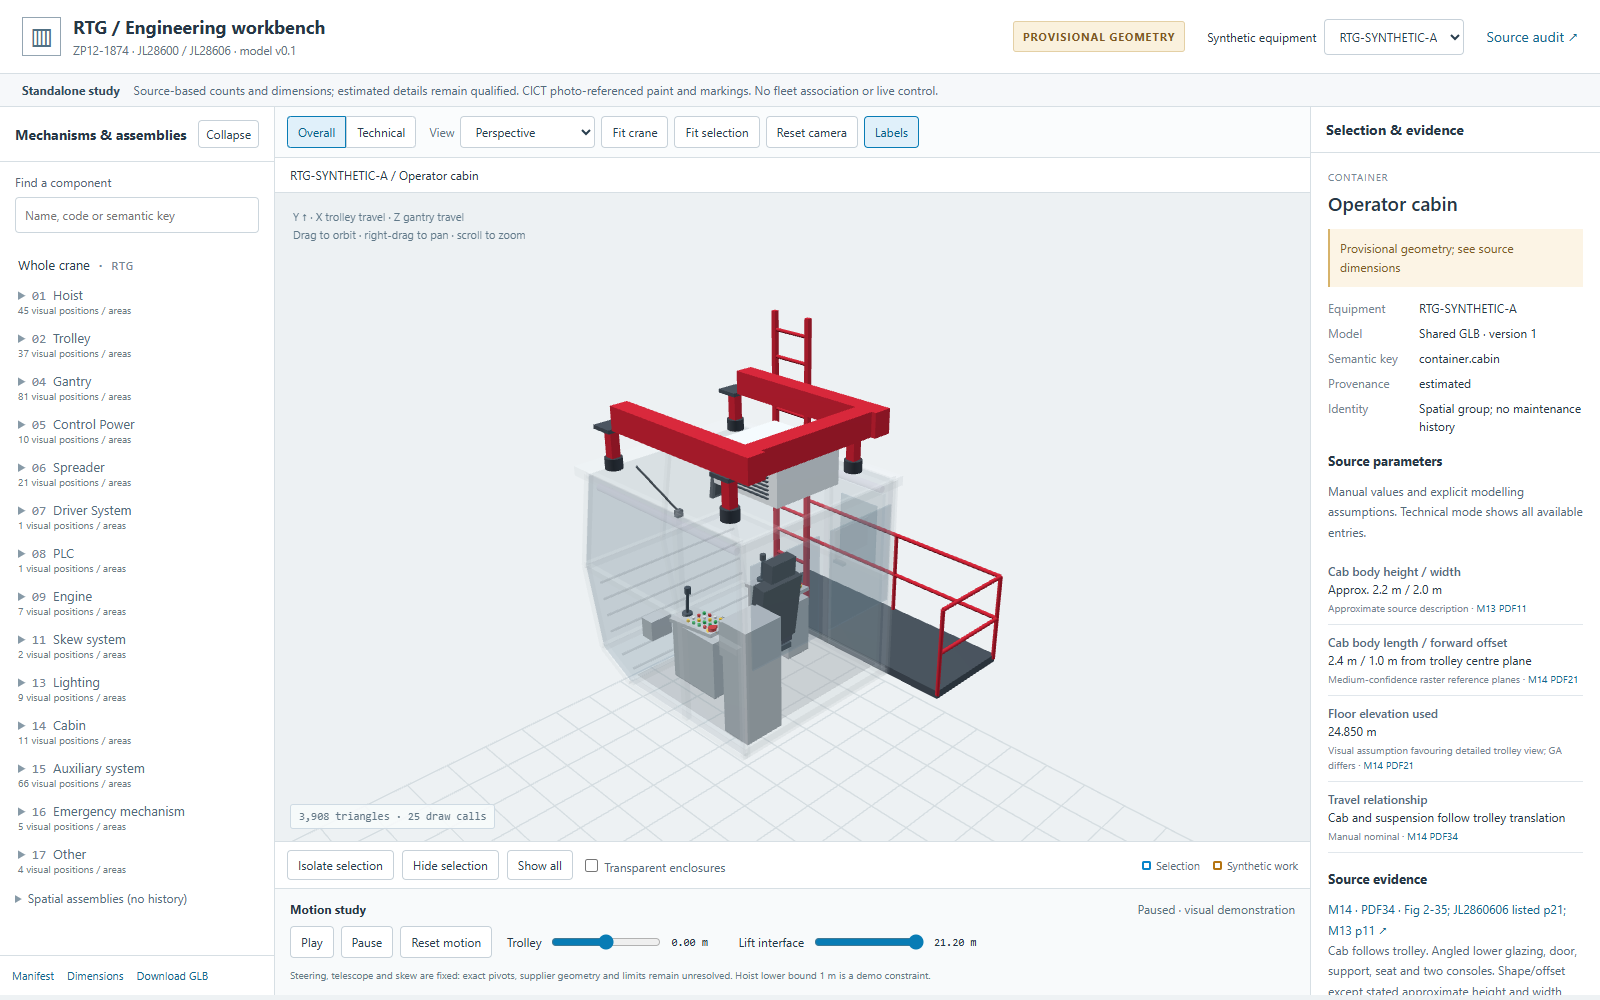 RTG / Engineering workbench
ZP12-1874 · JL28600 / JL28606 · model v0.1
PROVISIONAL GEOMETRY
Synthetic equipment
RTG-SYNTHETIC-A
Source audit ↗
Standalone study
Source-based counts and dimensions; estimated details remain qualified. CICT photo-referenced paint and markings. No fleet association or live control.
Mechanisms & assemblies
Collapse
Find a component
Name, code or semantic key
Whole crane · RTG
01 Hoist
45 visual positions / areas
02 Trolley
37 visual positions / areas
04 Gantry
81 visual positions / areas
05 Control Power
10 visual positions / areas
06 Spreader
21 visual positions / areas
07 Driver System
1 visual positions / areas
08 PLC
1 visual positions / areas
09 Engine
7 visual positions / areas
11 Skew system
2 visual positions / areas
13 Lighting
9 visual positions / areas
14 Cabin
11 visual positions / areas
15 Auxiliary system
66 visual positions / areas
16 Emergency mechanism
5 visual positions / areas
17 Other
4 visual positions / areas
Spatial assemblies (no history)
Manifest
Dimensions
Download GLB
Overall
Technical
View
Perspective
Fit crane
Fit selection
Reset camera
Labels
RTG-SYNTHETIC-A / Operator cabin
Y ↑ · X trolley travel · Z gantry travel
Drag to orbit · right-drag to pan · scroll to zoom
3,908 triangles · 25 draw calls
Isolate selection
Hide selection
Show all
Transparent enclosures
Selection
Synthetic work
Motion study
Paused · visual demonstration
Play
Pause
Reset motion
Trolley
0.00 m
Lift interface
21.20 m
Steering, telescope and skew are fixed: exact pivots, supplier geometry and limits remain unresolved. Hoist lower bound 1 m is a demo constraint.
Selection & evidence
CONTAINER
Operator cabin
Provisional geometry; see source
dimensions
Equipment RTG-SYNTHETIC-A
Model Shared GLB · version 1
Semantic key container.cabin
Provenance estimated
Identity Spatial group; no maintenance
history
Source parameters
Manual values and explicit modelling
assumptions. Technical mode shows all available
entries.
Cab body height / width
Approx. 2.2 m / 2.0 m
Approximate source description · M13 PDF11
Cab body length / forward offset
2.4 m / 1.0 m from trolley centre plane
Medium-confidence raster reference planes · M14 PDF21
Floor elevation used
24.850 m
Visual assumption favouring detailed trolley view; GA
differs · M14 PDF21
Travel relationship
Cab and suspension follow trolley translation
Manual nominal · M14 PDF34
Source evidence
M14 · PDF34 · Fig 2-35; JL2860606 listed p21;
M13 p11 ↗
Cab follows trolley. Angled lower glazing, door,
support, seat and two consoles. Shape/offset
except stated approximate height and width